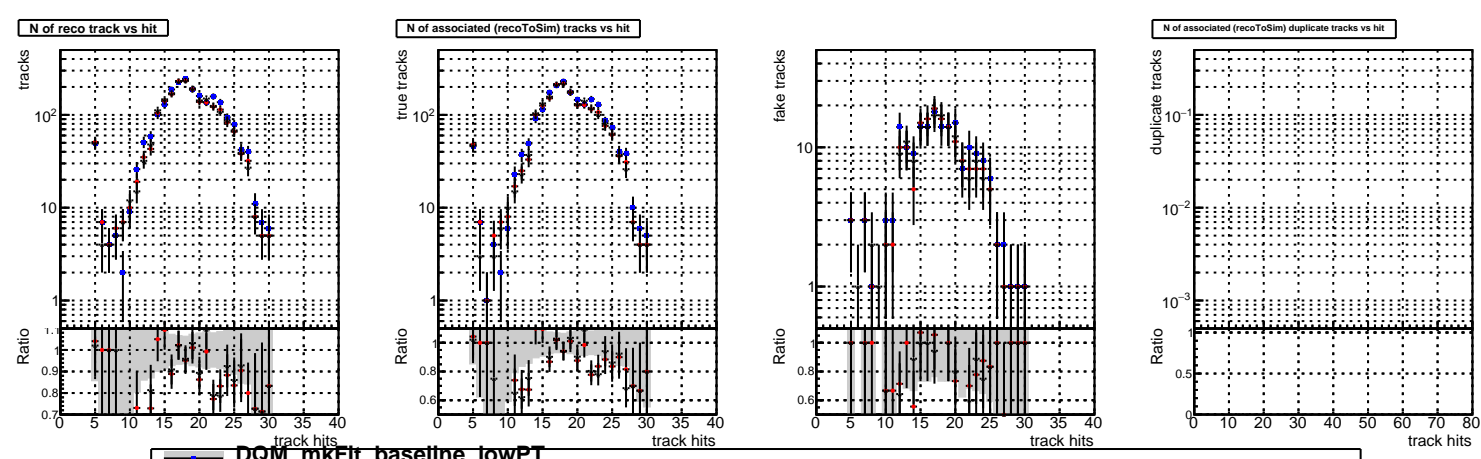 N of reco track vs hit
tracks
10²
10
1
Ratio
1.1
1
0.9
0.8
0.7
0 5 10 15 20 25 30 35 40
track hits
N of associated (recoToSim) tracks vs hit
true tracks
10²
10
1
Ratio
1
0.8
0.6
0 5 10 15 20 25 30 35 40
track hits
fake tracks
10
1
Ratio
1
0.8
0.6
0 5 10 15 20 25 30 35 40
track hits
N of associated (recoToSim) duplicate tracks vs hit
duplicate tracks
10⁻¹
10⁻²
10⁻³
Ratio
1
0.5
0
0 10 20 30 40 50 60 70 80
track hits
DQM_mkFit_baseline_lowPT